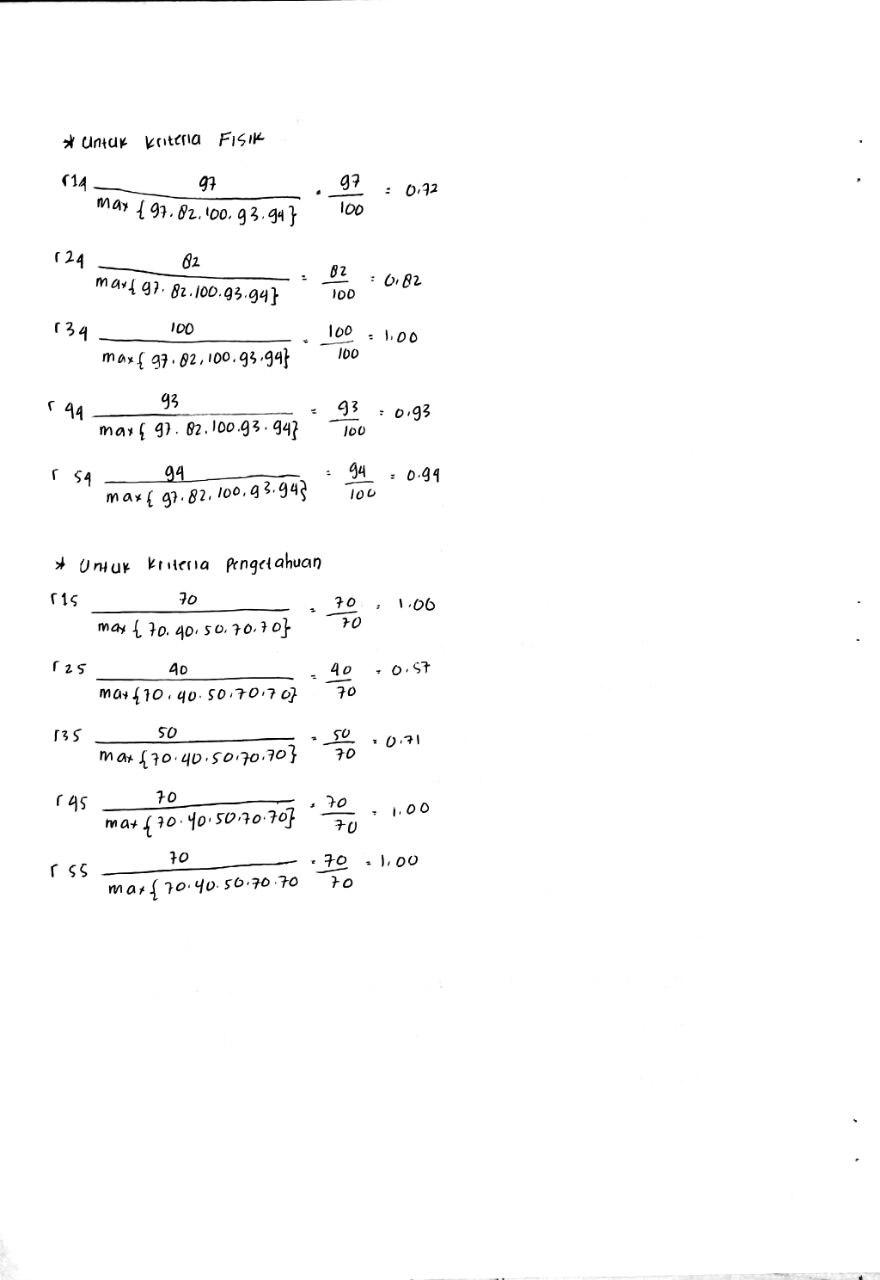 * Untuk kriteria FISIK
r14 97 / max {97, 82, 100, 93, 94} = 97 / 100 = 0,72
r24 82 / max {97, 82, 100, 93, 94} = 82 / 100 = 0,82
r34 100 / max {97, 82, 100, 93, 94} = 100 / 100 = 1,00
r44 93 / max {97, 82, 100, 93, 94} = 93 / 100 = 0,93
r54 94 / max {97, 82, 100, 93, 94} = 94 / 100 = 0.94
* Untuk kriteria Pengetahuan
r15 70 / max {70, 40, 50, 70, 70} = 70 / 70 = 1.00
r25 40 / max {70, 40, 50, 70, 70} = 40 / 70 = 0.57
r35 50 / max {70, 40, 50, 70, 70} = 50 / 70 = 0.71
r45 70 / max {70, 40, 50, 70, 70} = 70 / 70 = 1,00
r55 70 / max {70, 40, 50, 70, 70 = 70 / 70 = 1,00